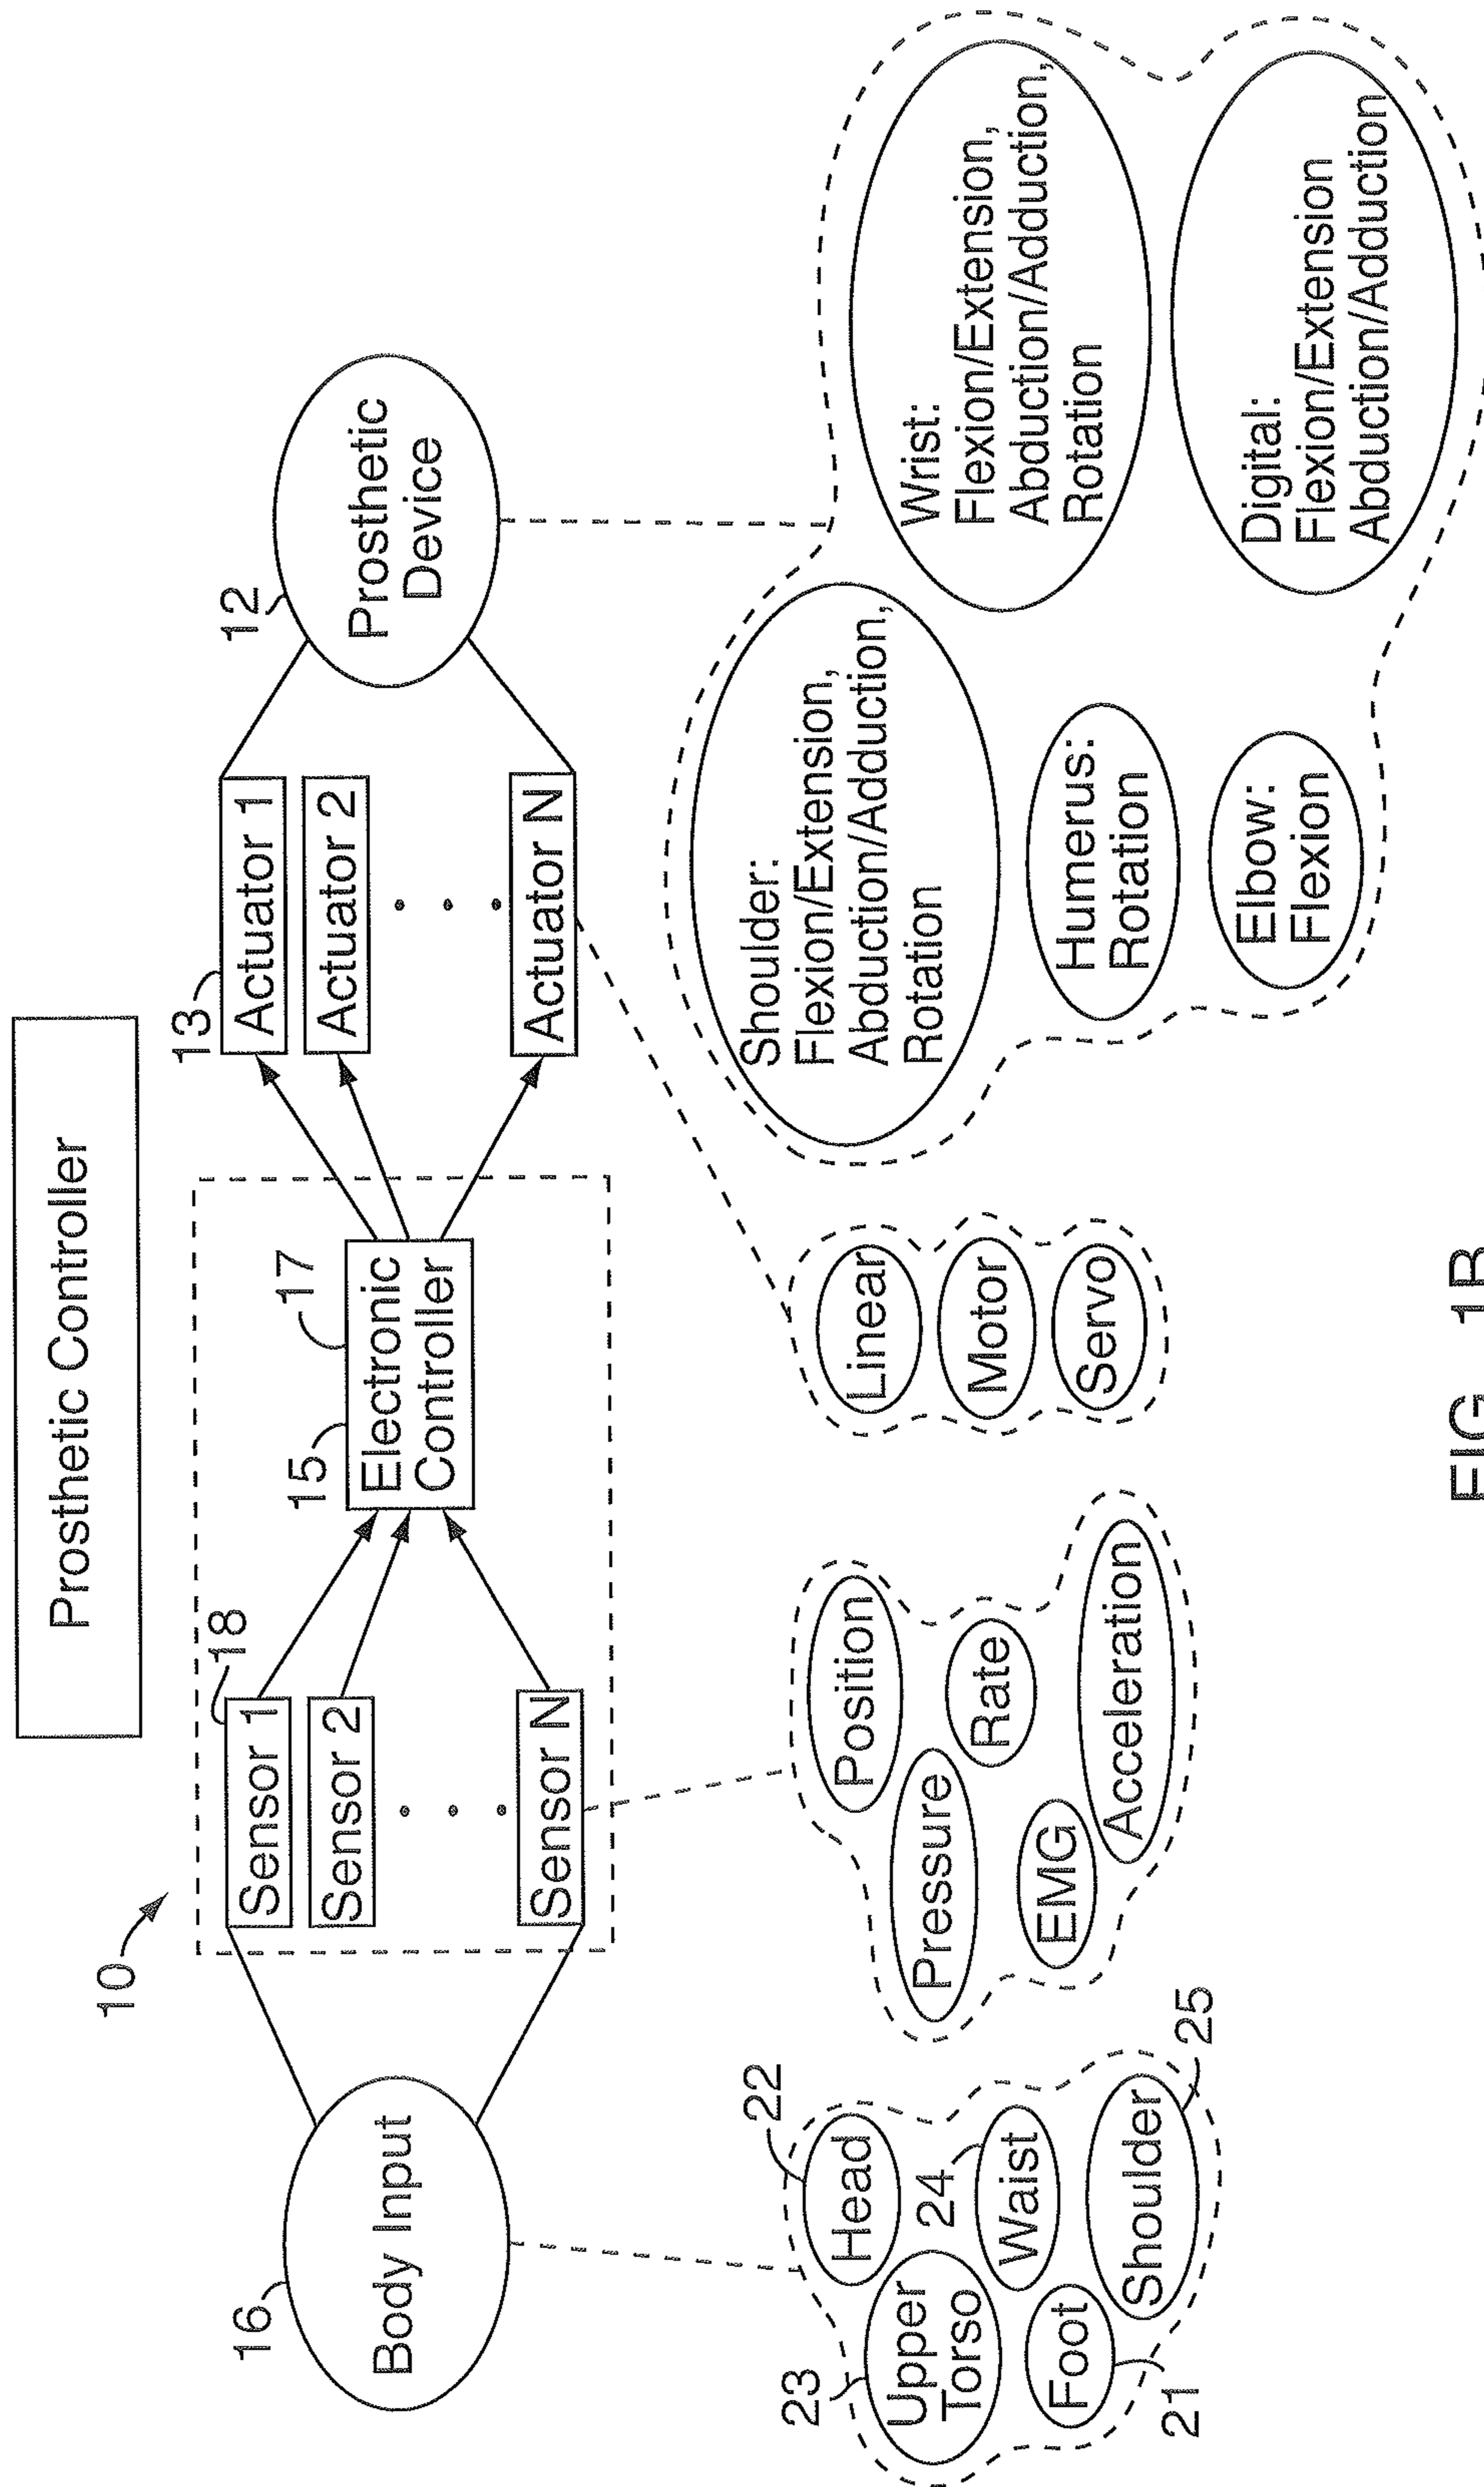 Prosthetic Controller
10
16
Body Input
18
Sensor 1
Sensor 2
Sensor N
15
17
Electronic
Controller
13
Actuator 1
Actuator 2
Actuator N
12
Prosthetic
Device
22
Head
23
Upper
Torso
24
Waist
Foot
21
Shoulder
25
Position
Pressure
Rate
EMG
Acceleration
Linear
Motor
Servo
Shoulder:
Flexion/Extension,
Abduction/Adduction,
Rotation
Humerus:
Rotation
Elbow:
Flexion
Wrist:
Flexion/Extension,
Abduction/Adduction,
Rotation
Digital:
Flexion/Extension
Abduction/Adduction
FIG. 1B